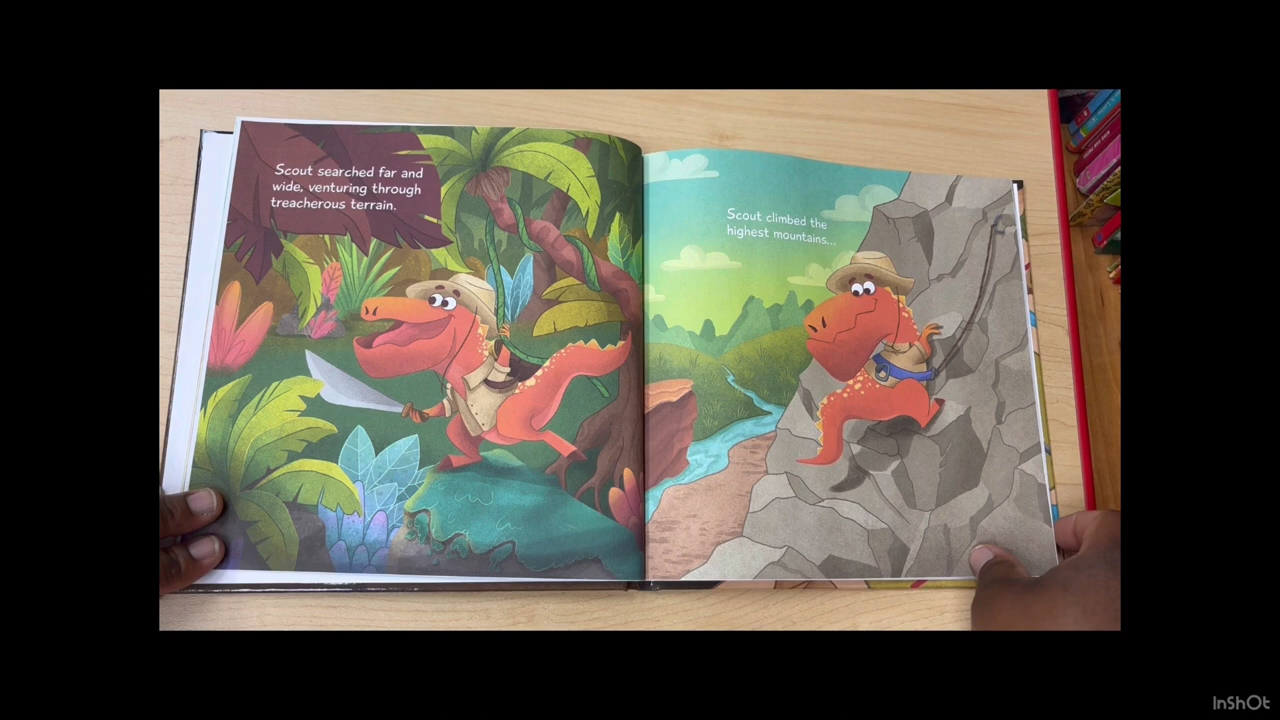 Scout searched far and
wide, venturing through
treacherous terrain.
Scout climbed the
highest mountains...
InShOt